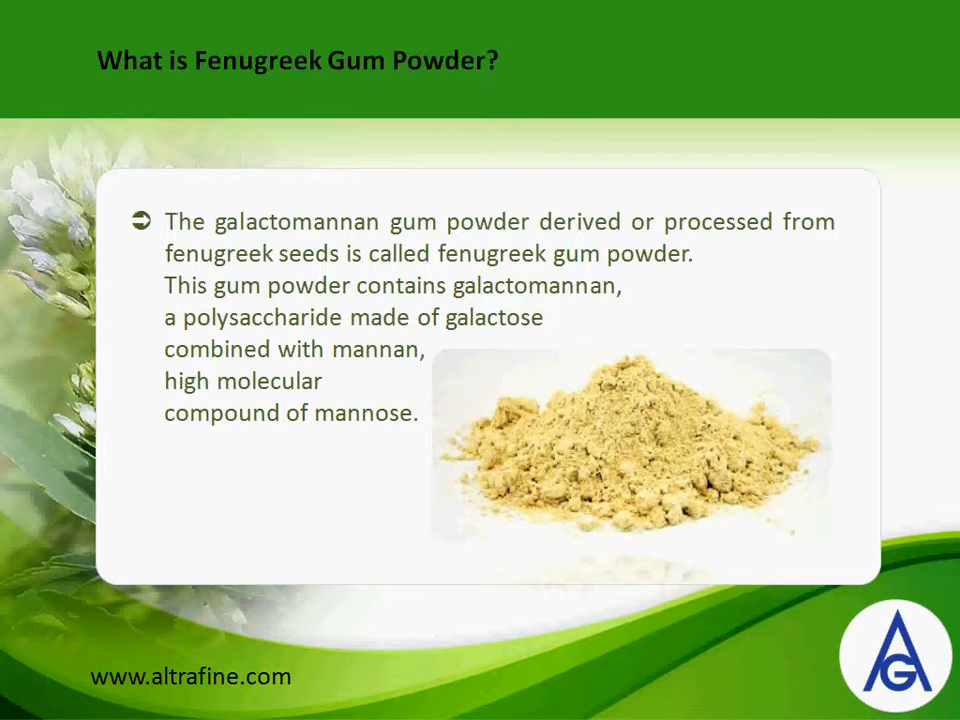 What is Fenugreek Gum Powder?
The galactomannan gum powder derived or processed from
fenugreek seeds is called fenugreek gum powder.
This gum powder contains galactomannan,
a polysaccharide made of galactose
combined with mannan,
high molecular
compound of mannose.
www.altrafine.com
AG